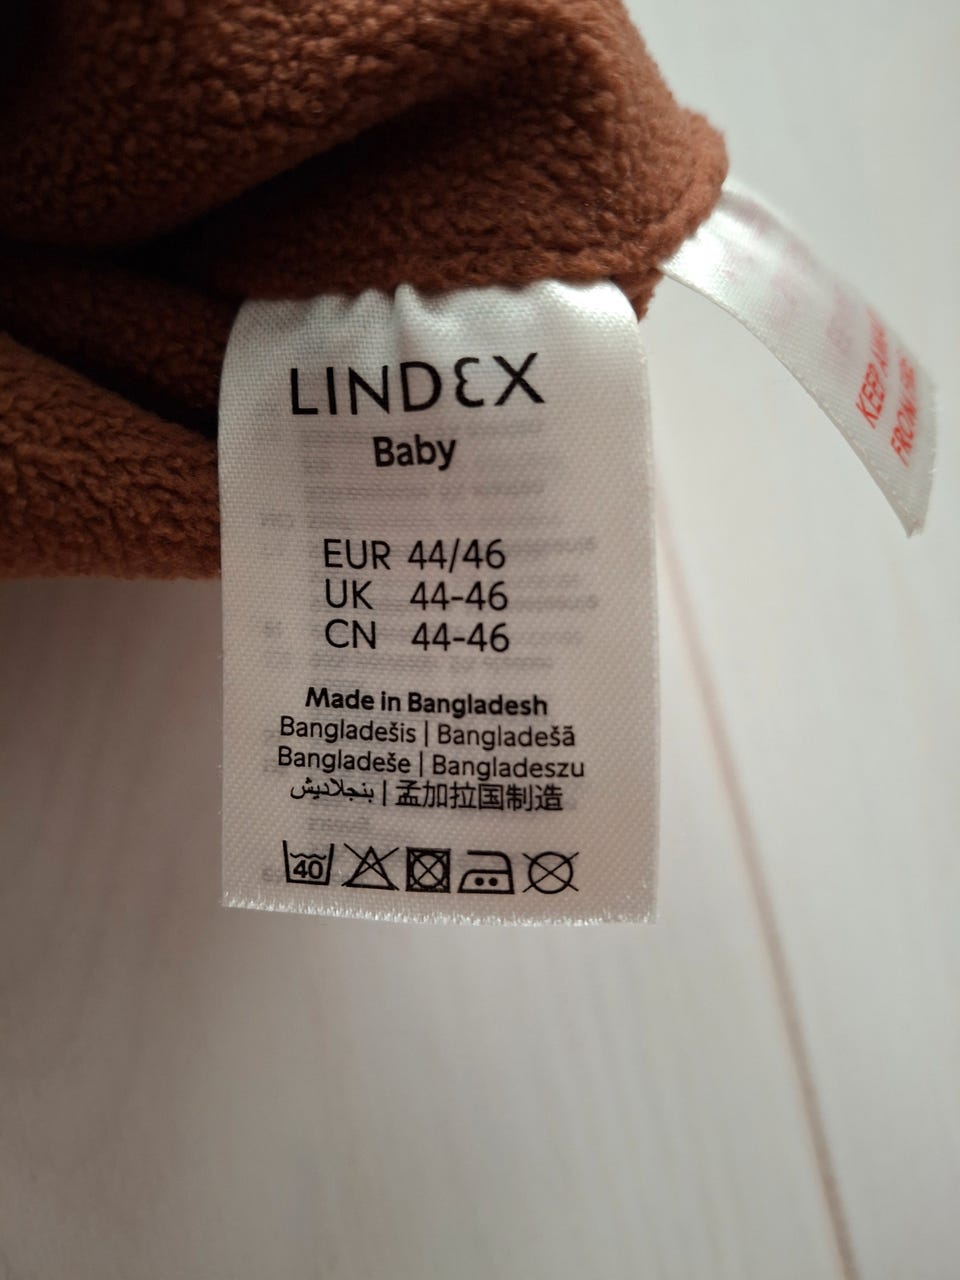 LINDEX
Baby
EUR 44/46
UK 44-46
CN 44-46
Made in Bangladesh
Bangladešis | Bangladešā
Bangladeše | Bangladeszu
بنجلاديش | 孟加拉国制造
40
KEEP AWAY
FROM FIRE